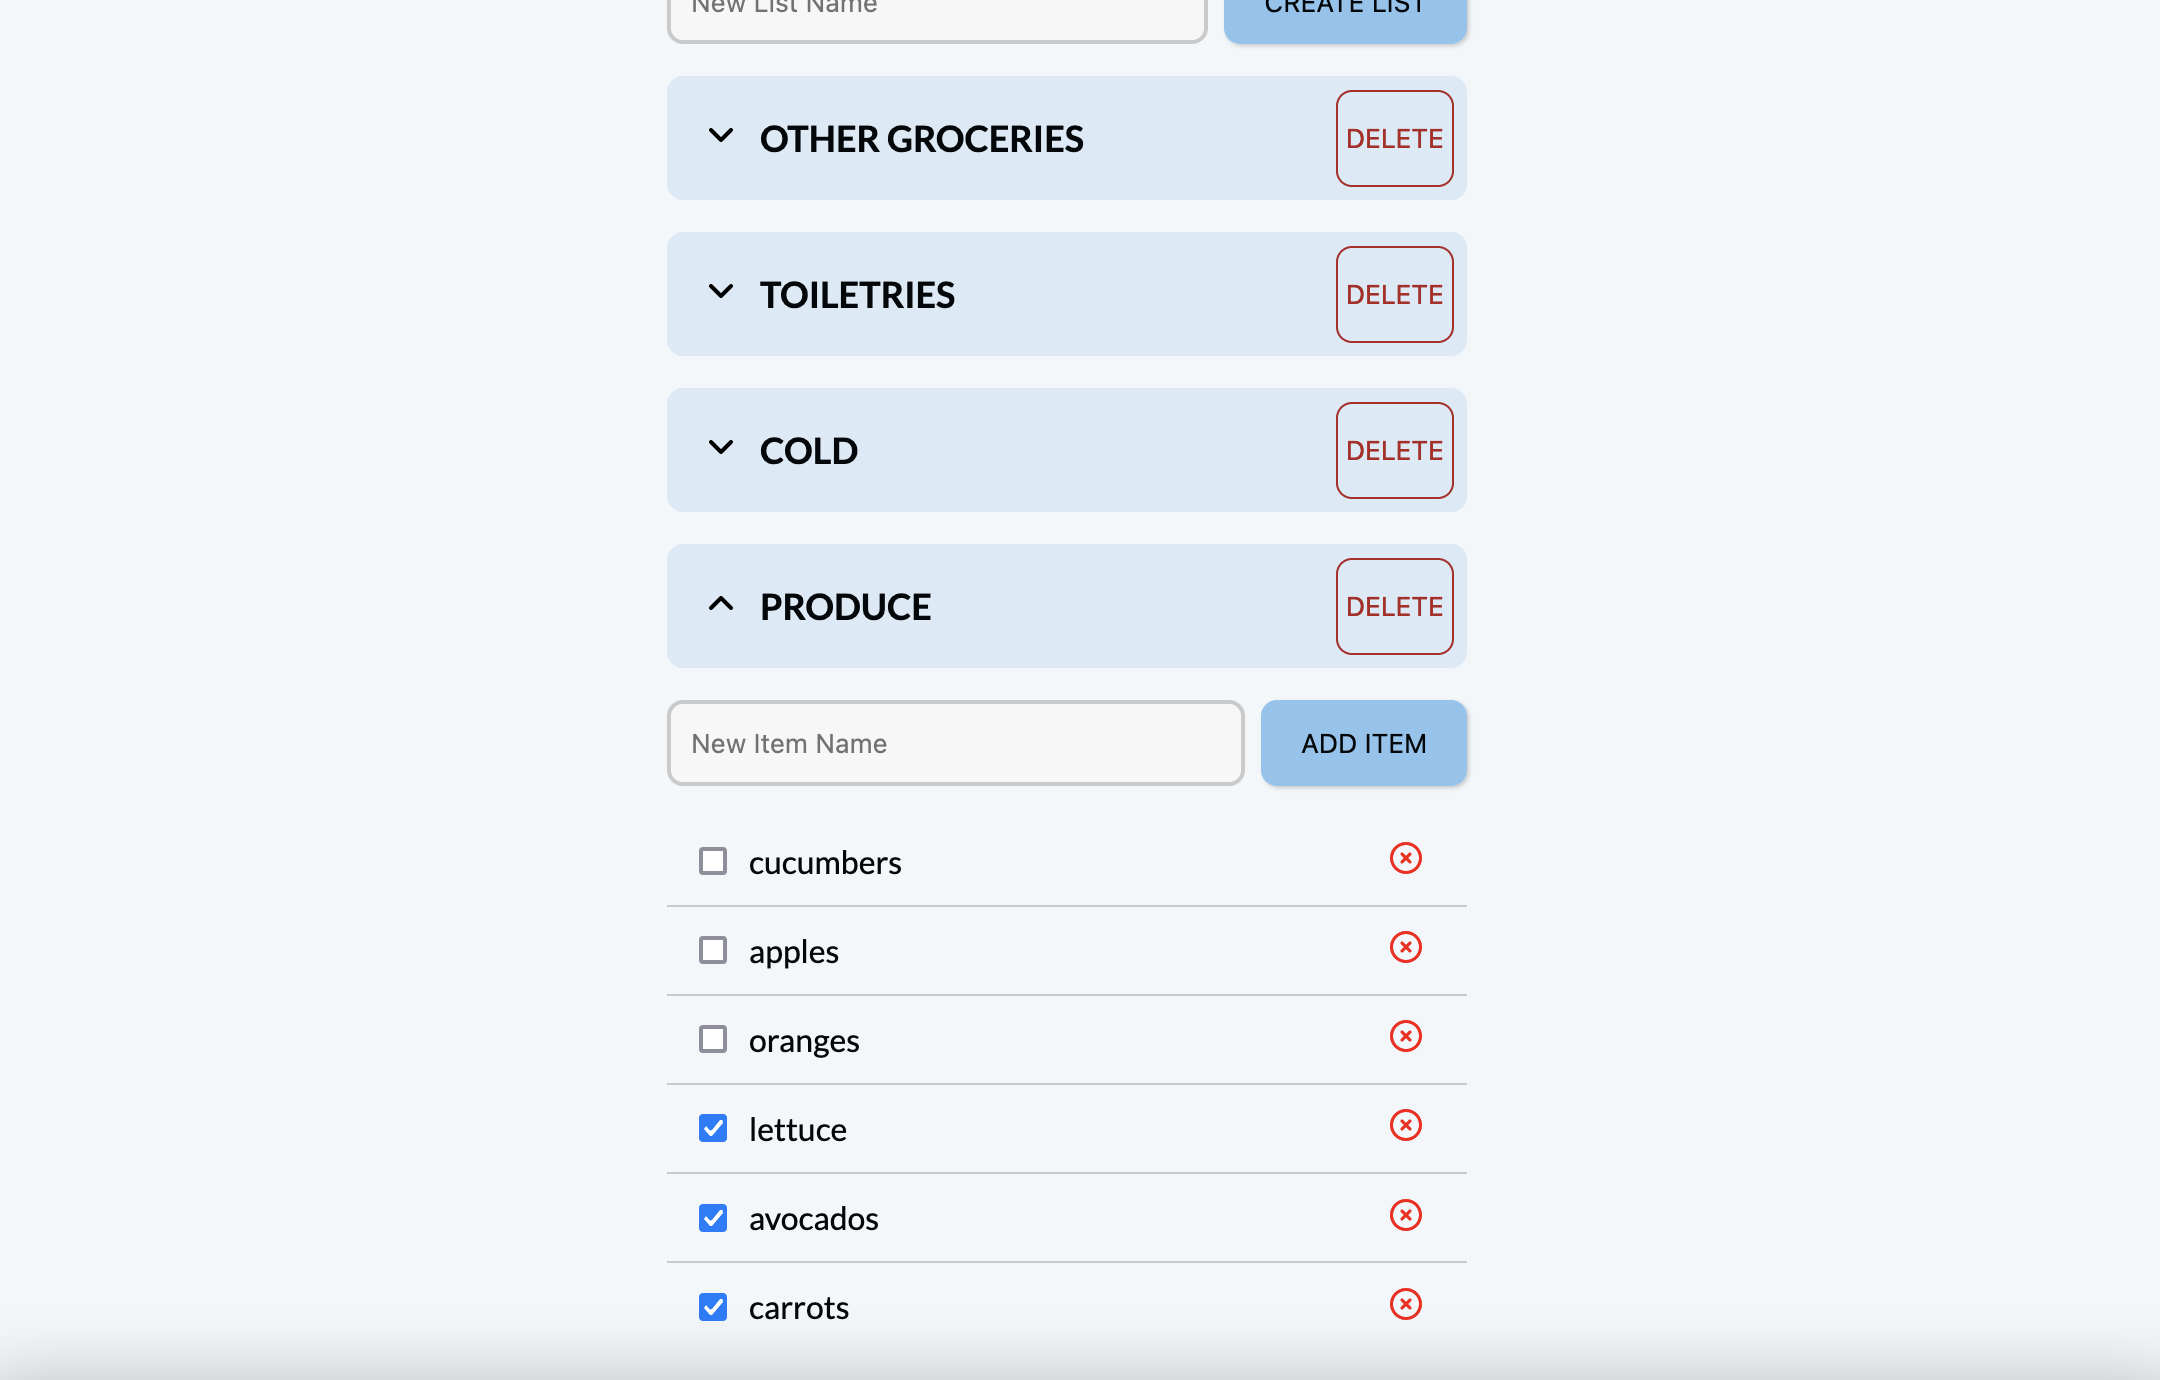 New List Name
CREATE LIST
OTHER GROCERIES
DELETE
TOILETRIES
DELETE
COLD
DELETE
PRODUCE
DELETE
New Item Name
ADD ITEM
cucumbers
apples
oranges
lettuce
avocados
carrots